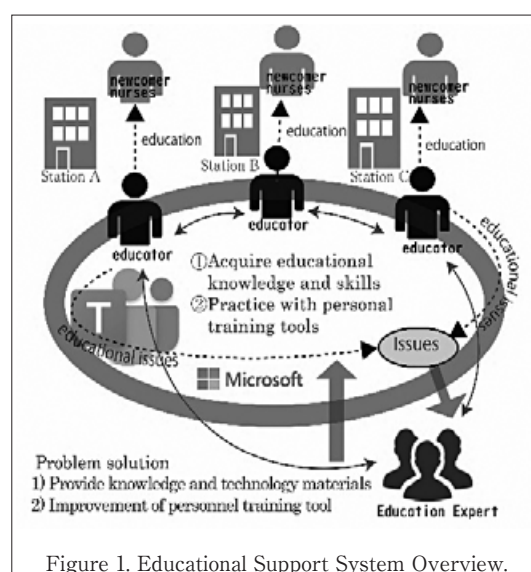 newcomer
nurses
newcomer
nurses
newcomer
nurses
education
education
education
Station A
Station B
Station C
educator
educator
educator
①Acquire educational
knowledge and skills
②Practice with personal
training tools
T
educational issues
educational issues
Issues
Microsoft
Problem solution
1) Provide knowledge and technology materials
2) Improvement of personnel training tool
Education Expert
Figure 1. Educational Support System Overview.